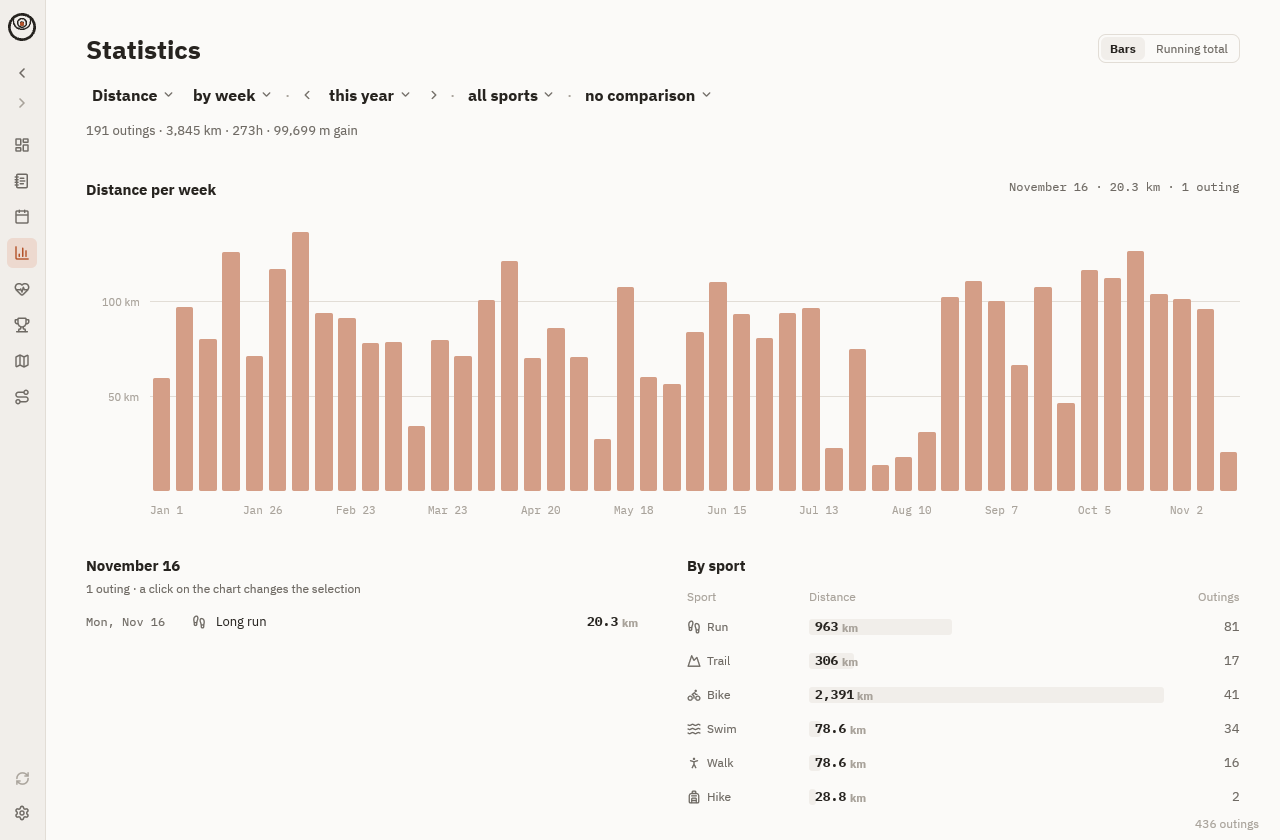 Statistics
Bars
Running total
Distance by week · this year · all sports · no comparison
191 outings · 3,845 km · 273h · 99,699 m gain
Distance per week
November 16 · 20.3 km · 1 outing
100 km
50 km
Jan 1 Jan 26 Feb 23 Mar 23 Apr 20 May 18 Jun 15 Jul 13 Aug 10 Sep 7 Oct 5 Nov 2
November 16
1 outing · a click on the chart changes the selection
Mon, Nov 16 Long run 20.3 km
By sport
Sport Distance Outings
Run 963 km 81
Trail 306 km 17
Bike 2,391 km 41
Swim 78.6 km 34
Walk 78.6 km 16
Hike 28.8 km 2
436 outings